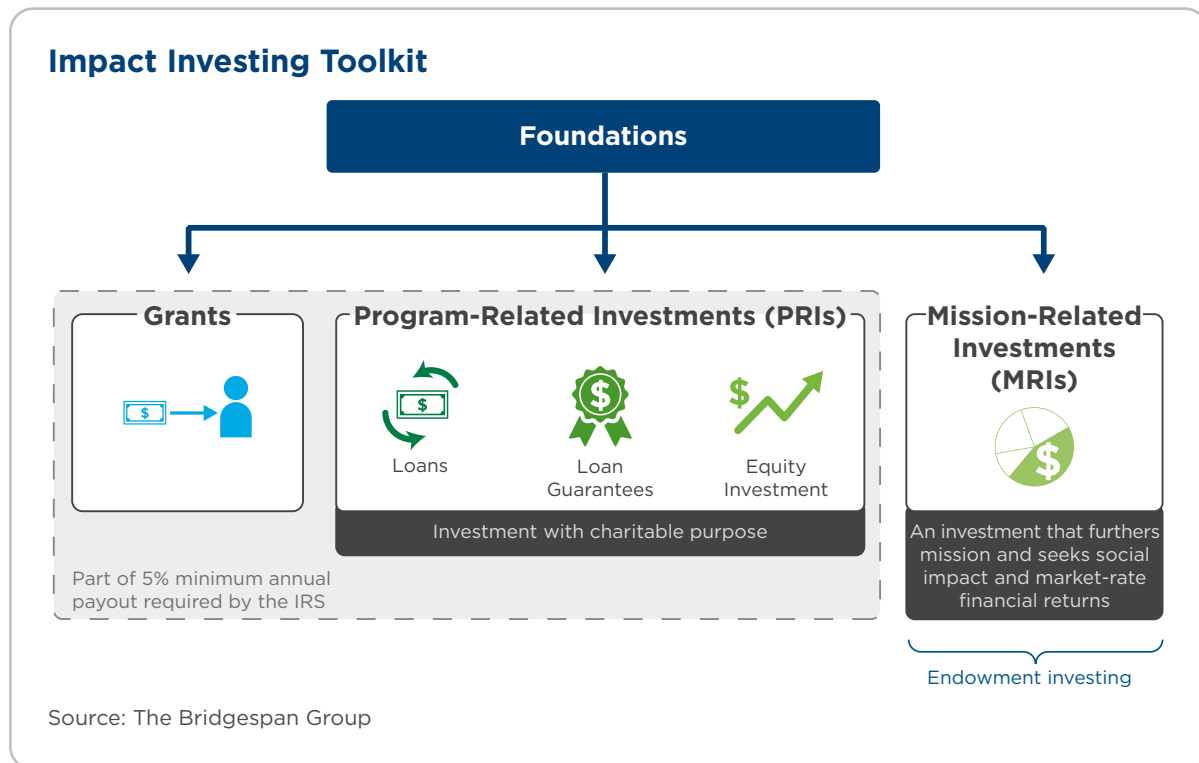 Impact Investing Toolkit
Foundations
Grants
$
Part of 5% minimum annual
payout required by the IRS
Program-Related Investments (PRIs)
$
Loans
$
Loan
Guarantees
$
Equity
Investment
Investment with charitable purpose
Mission-Related
Investments
(MRIs)
$
An investment that furthers
mission and seeks social
impact and market-rate
financial returns
Endowment investing
Source: The Bridgespan Group